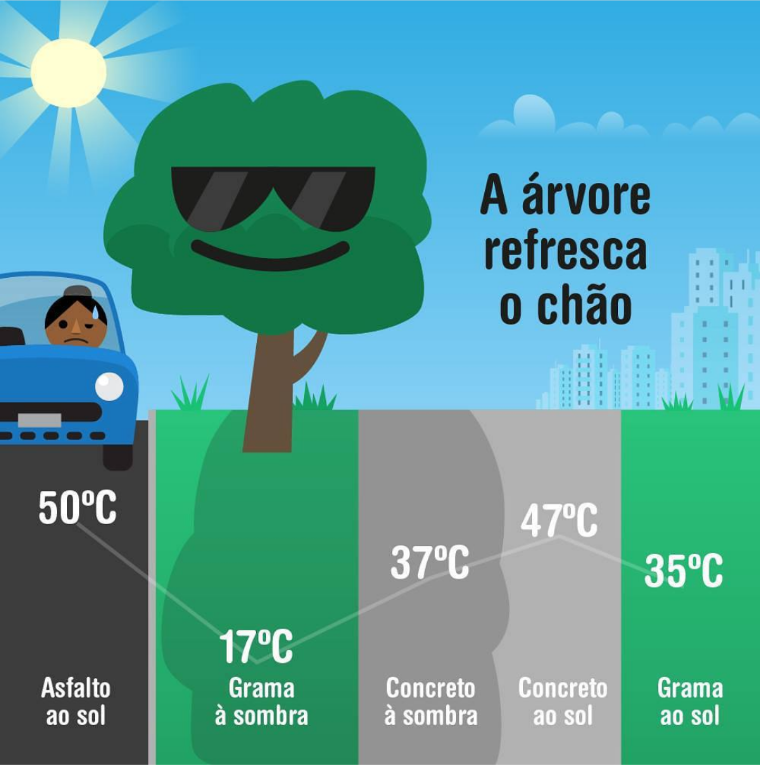 A árvore
refresca
o chão
50ºC
17ºC
37ºC
47ºC
35ºC
Asfalto
ao sol
Grama
à sombra
Concreto
à sombra
Concreto
ao sol
Grama
ao sol